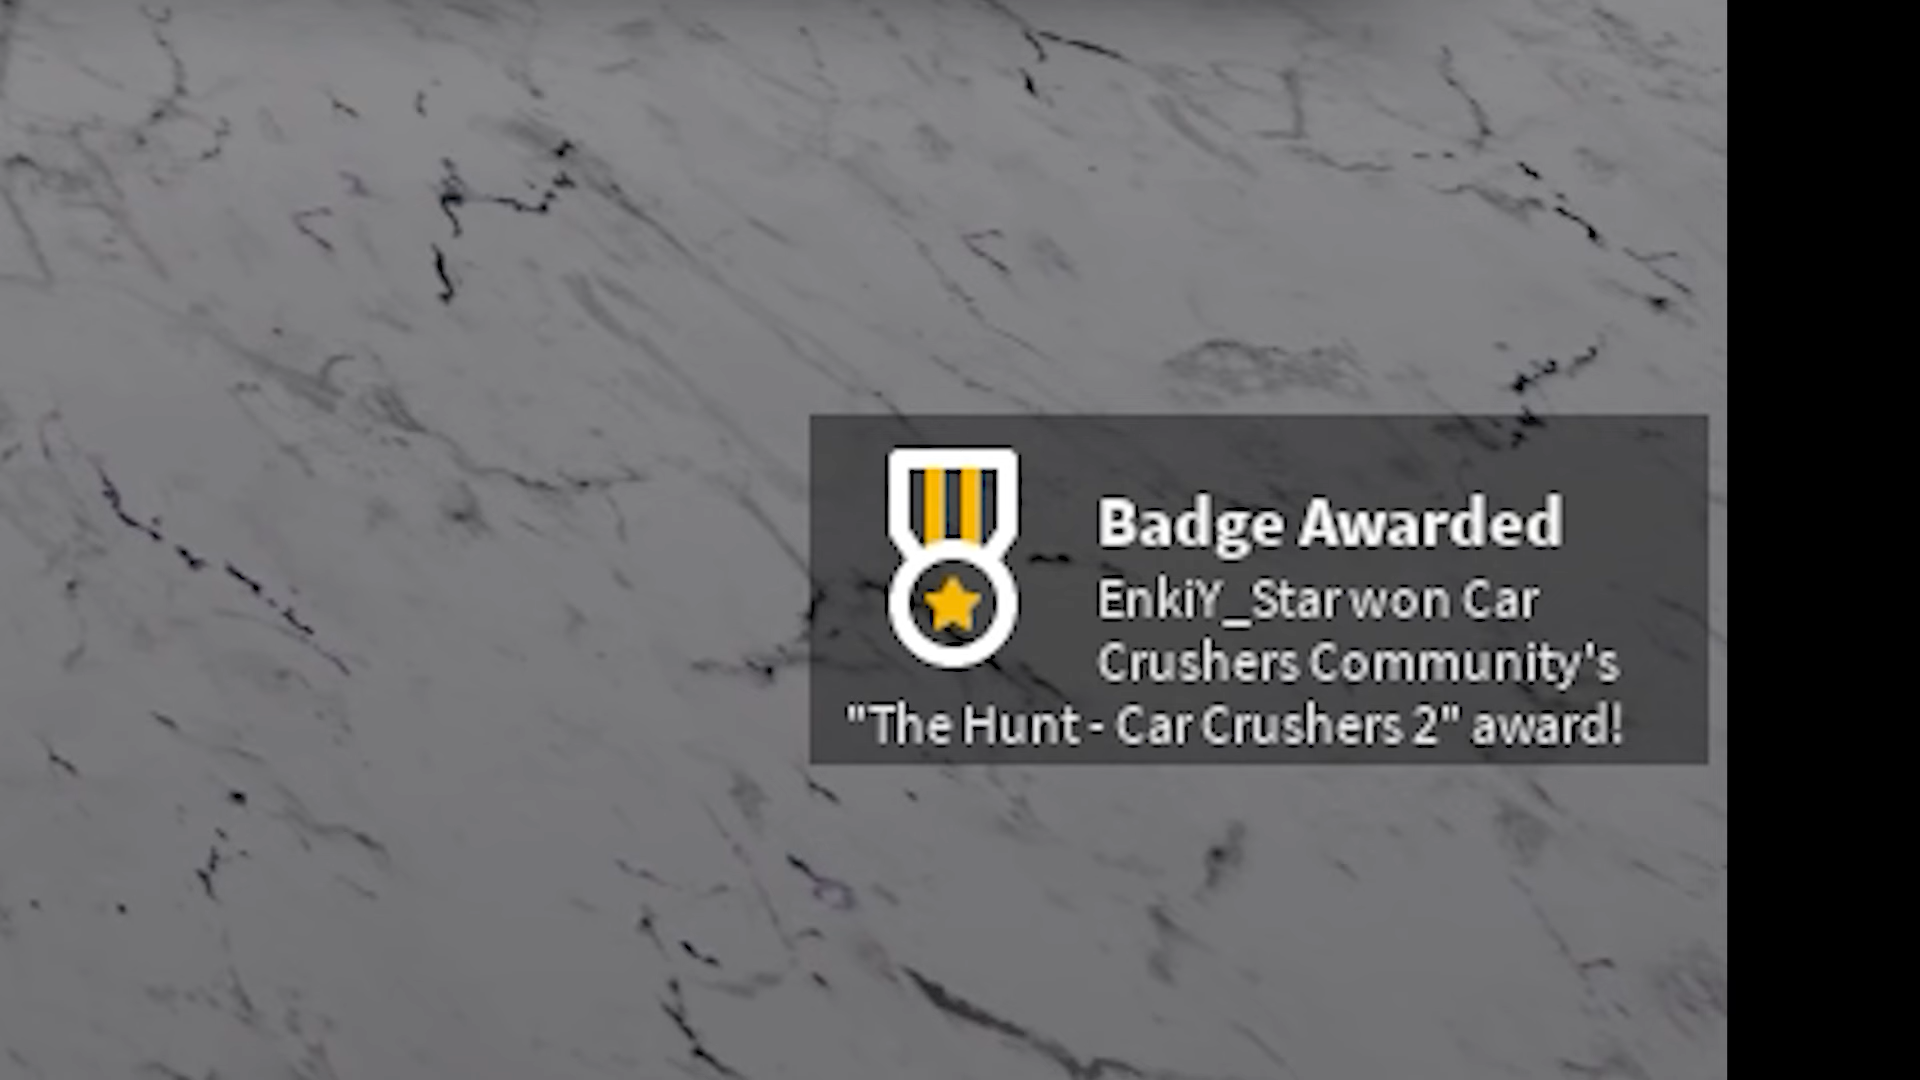 Badge Awarded
EnkiY_Star won Car
Crushers Community's
"The Hunt - Car Crushers 2" award!